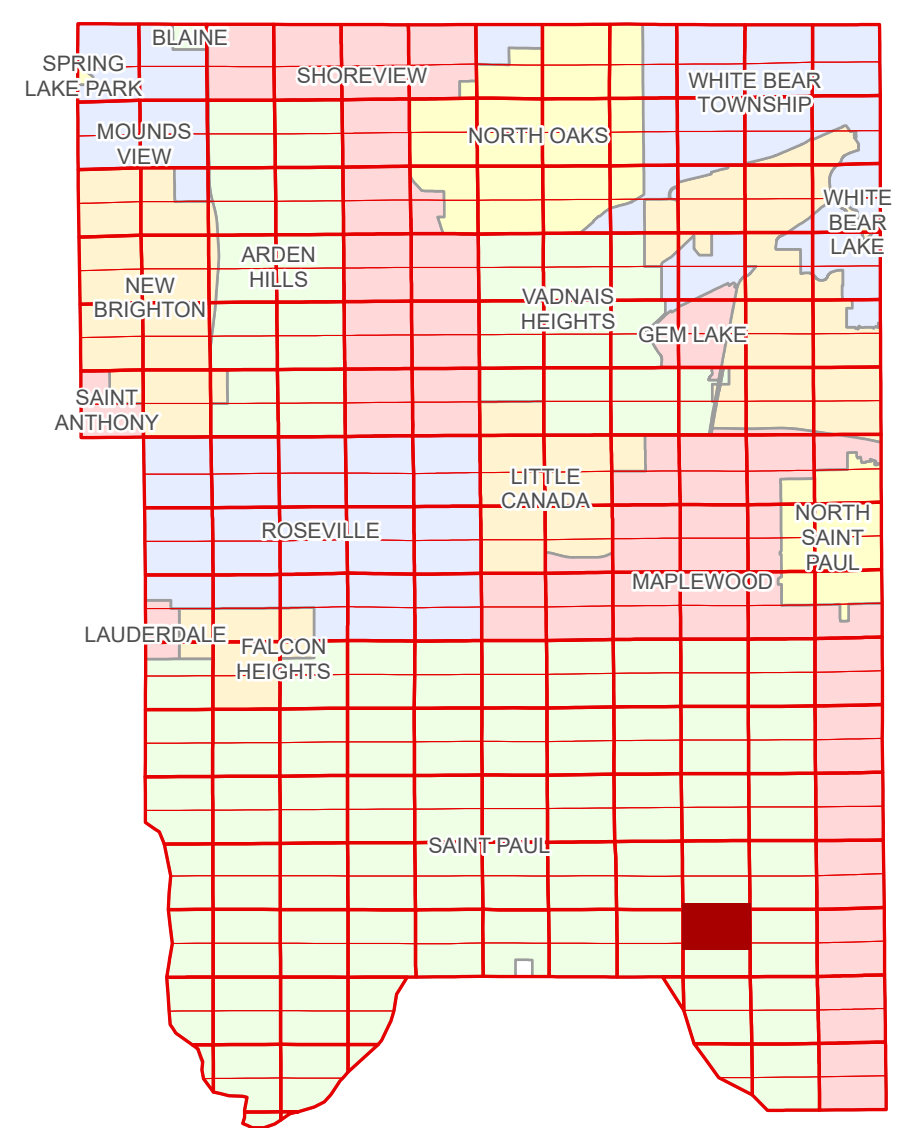 BLAINE
SPRING
LAKE PARK
SHOREVIEW
WHITE BEAR
TOWNSHIP
MOUNDS
VIEW
NORTH OAKS
WHITE
BEAR
LAKE
ARDEN
HILLS
NEW
BRIGHTON
VADNAIS
HEIGHTS
GEM LAKE
SAINT
ANTHONY
LITTLE
CANADA
NORTH
SAINT
PAUL
ROSEVILLE
MAPLEWOOD
LAUDERDALE
FALCON
HEIGHTS
SAINT PAUL